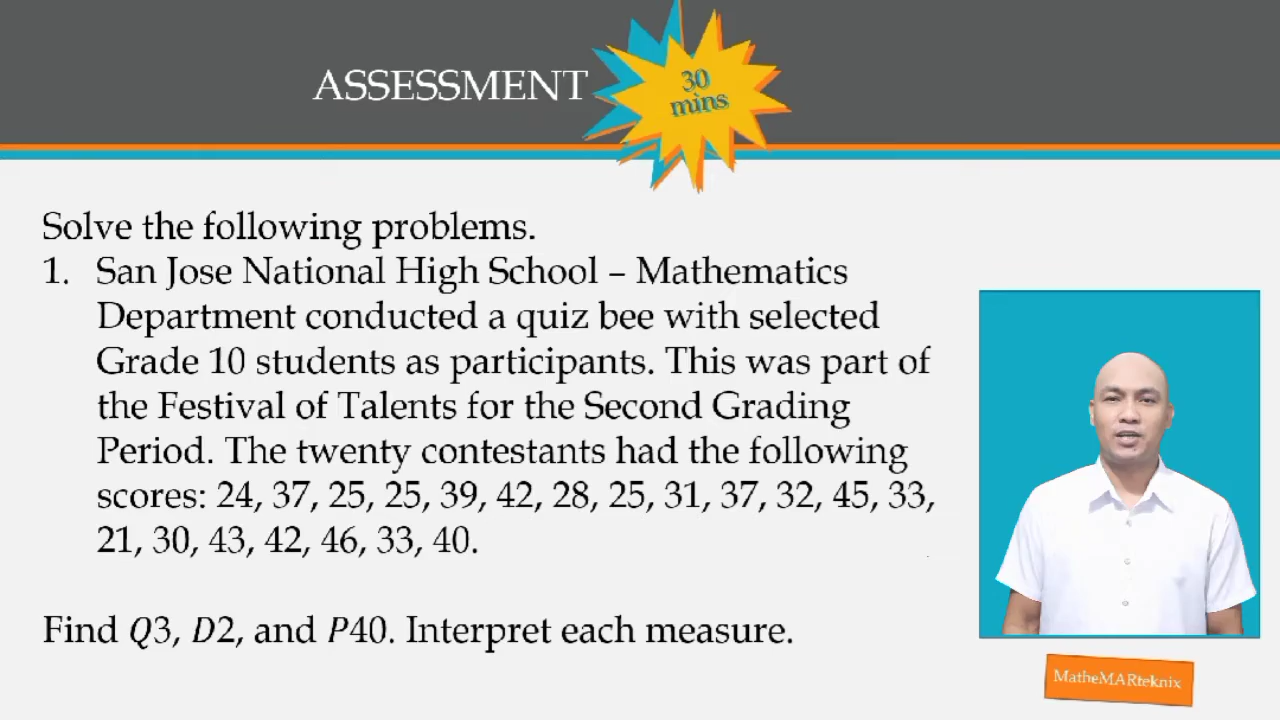 ASSESSMENT
30
mins
Solve the following problems.
1. San Jose National High School – Mathematics
Department conducted a quiz bee with selected
Grade 10 students as participants. This was part of
the Festival of Talents for the Second Grading
Period. The twenty contestants had the following
scores: 24, 37, 25, 25, 39, 42, 28, 25, 31, 37, 32, 45, 33,
21, 30, 43, 42, 46, 33, 40.
Find Q3, D2, and P40. Interpret each measure.
MatheMARteknix